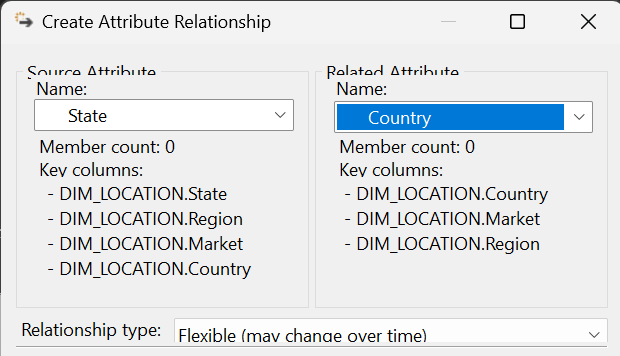 Create Attribute Relationship
Source Attribute
Name:
State
Member count: 0
Key columns:
- DIM_LOCATION.State
- DIM_LOCATION.Region
- DIM_LOCATION.Market
- DIM_LOCATION.Country
Related Attribute
Name:
Country
Member count: 0
Key columns:
- DIM_LOCATION.Country
- DIM_LOCATION.Market
- DIM_LOCATION.Region
Relationship type:
Flexible (may change over time)